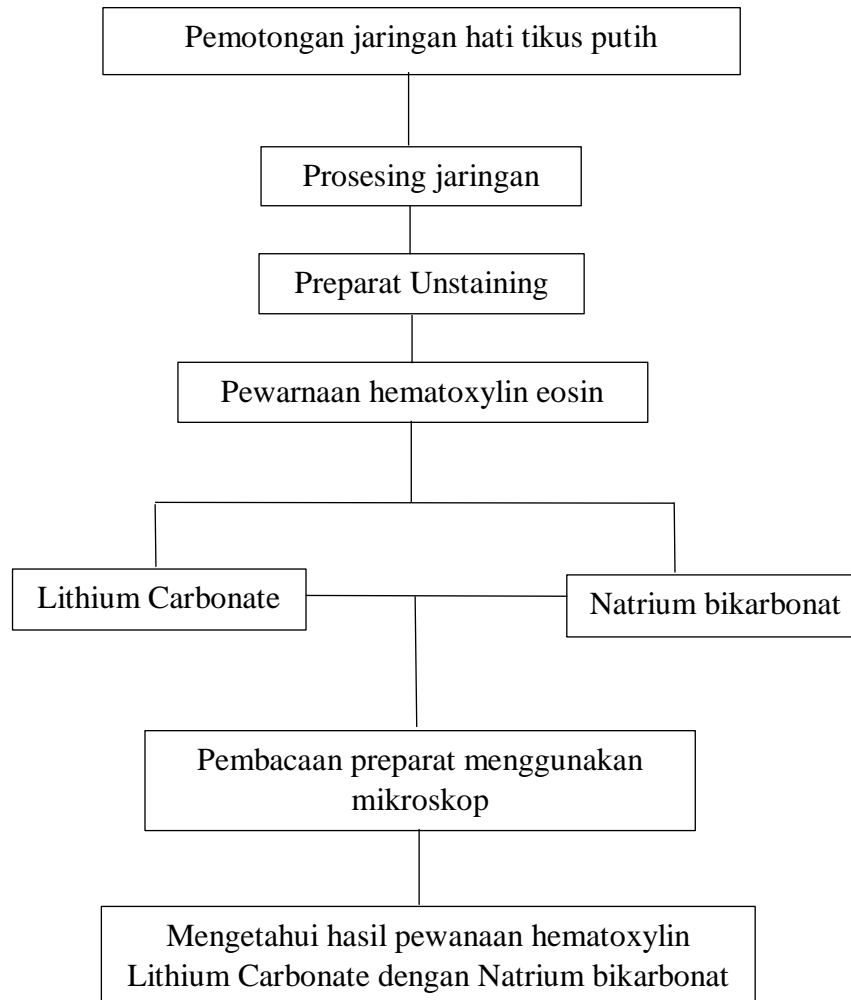 Pemotongan jaringan hati tikus putih
Prosesing jaringan
Preparat Unstaining
Pewarnaan hematoxylin eosin
Lithium Carbonate
Natrium bikarbonat
Pembacaan preparat menggunakan
mikroskop
Mengetahui hasil pewanaan hematoxylin
Lithium Carbonate dengan Natrium bikarbonat